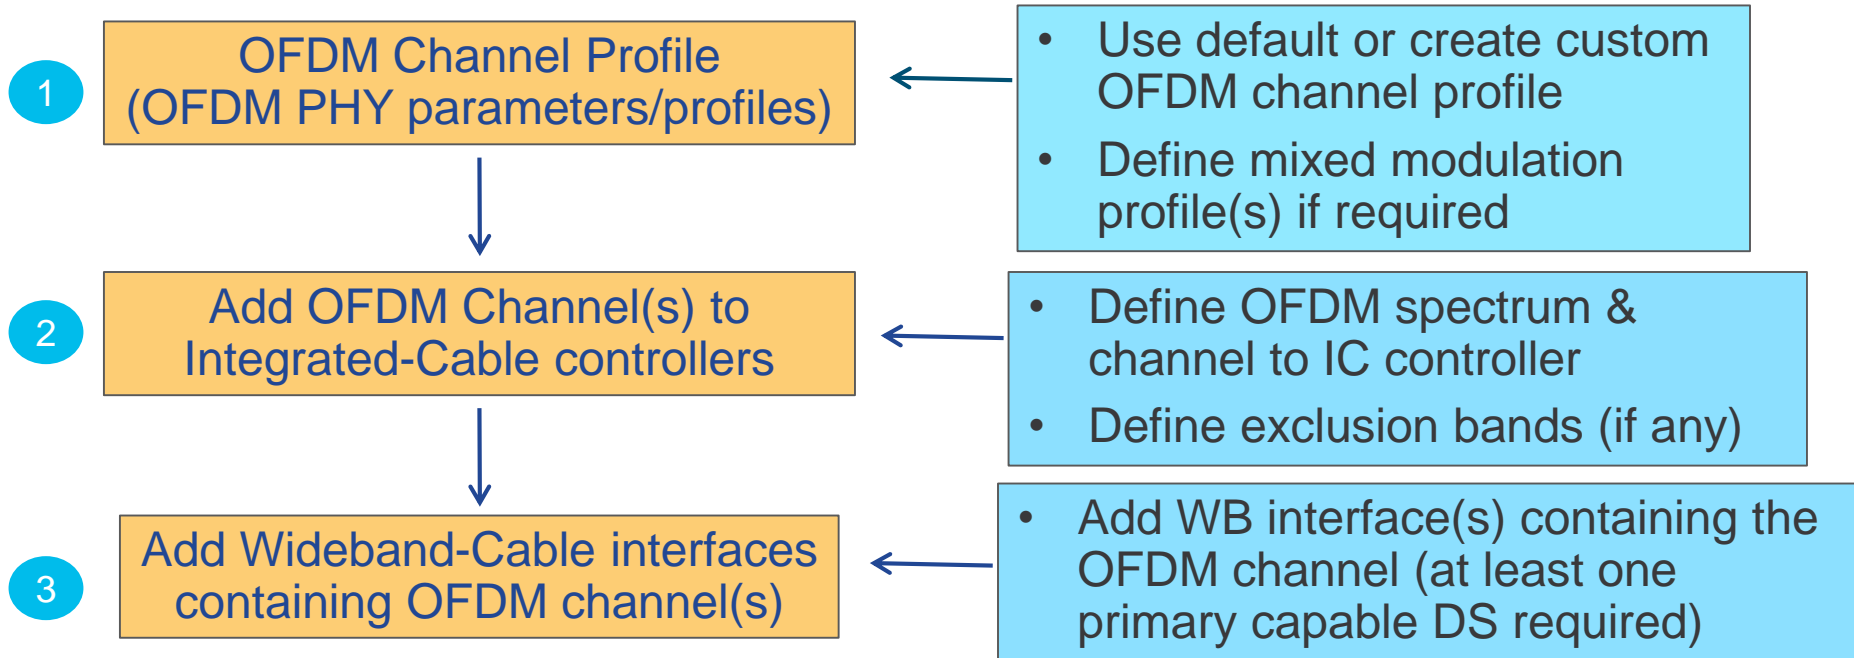 1
OFDM Channel Profile
(OFDM PHY parameters/profiles)
• Use default or create custom
OFDM channel profile
• Define mixed modulation
profile(s) if required
2
Add OFDM Channel(s) to
Integrated-Cable controllers
• Define OFDM spectrum &
channel to IC controller
• Define exclusion bands (if any)
3
Add Wideband-Cable interfaces
containing OFDM channel(s)
• Add WB interface(s) containing the
OFDM channel (at least one
primary capable DS required)